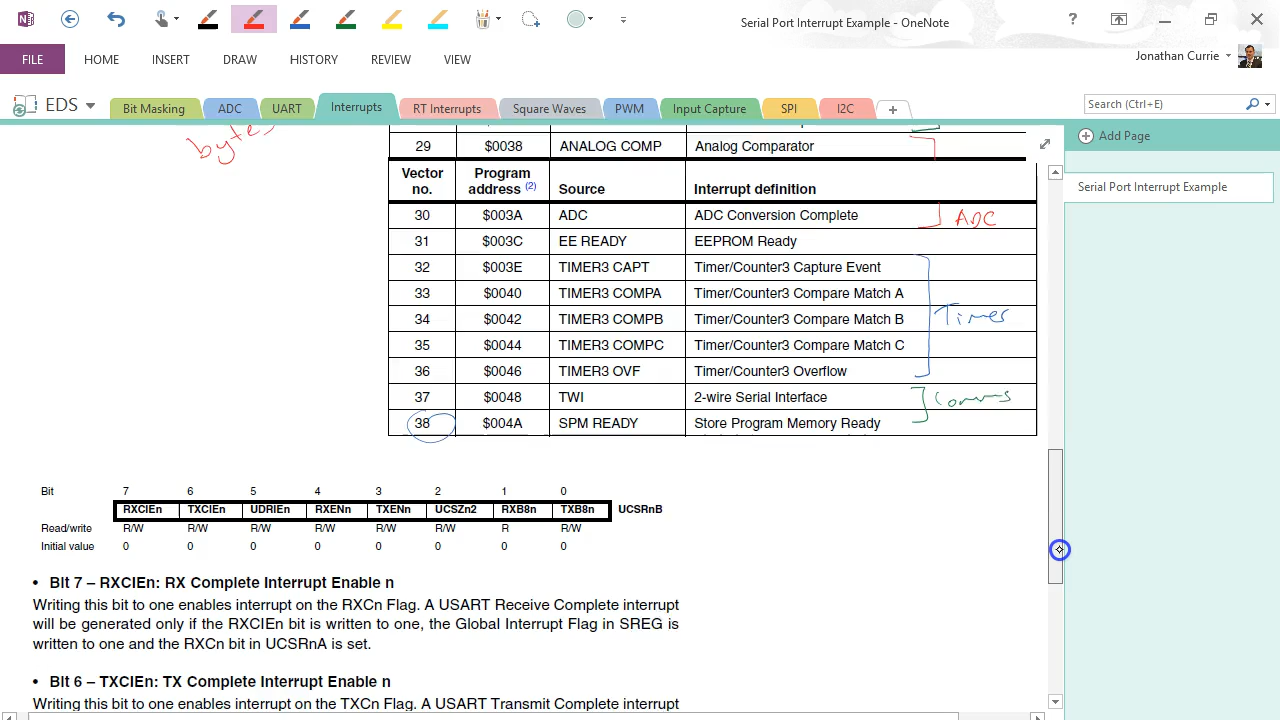 Serial Port Interrupt Example - OneNote
?
FILE HOME INSERT DRAW HISTORY REVIEW VIEW
Jonathan Currie
EDS
Bit Masking ADC UART Interrupts RT Interrupts Square Waves PWM Input Capture SPI I2C +
Search (Ctrl+E)
Add Page
Serial Port Interrupt Example
bytes
29 $0038 ANALOG COMP Analog Comparator
Vector no. Program address (2) Source Interrupt definition
30 $003A ADC ADC Conversion Complete ADC
31 $003C EE READY EEPROM Ready
32 $003E TIMER3 CAPT Timer/Counter3 Capture Event
33 $0040 TIMER3 COMPA Timer/Counter3 Compare Match A
34 $0042 TIMER3 COMPB Timer/Counter3 Compare Match B Timer
35 $0044 TIMER3 COMPC Timer/Counter3 Compare Match C
36 $0046 TIMER3 OVF Timer/Counter3 Overflow
37 $0048 TWI 2-wire Serial Interface Comms
38 $004A SPM READY Store Program Memory Ready
Bit 7 6 5 4 3 2 1 0
RXCIEn TXCIEn UDRIEn RXENn TXENn UCSZn2 RXB8n TXB8n UCSRnB
Read/write R/W R/W R/W R/W R/W R/W R R/W
Initial value 0 0 0 0 0 0 0 0
• Bit 7 – RXCIEn: RX Complete Interrupt Enable n
Writing this bit to one enables interrupt on the RXCn Flag. A USART Receive Complete interrupt
will be generated only if the RXCIEn bit is written to one, the Global Interrupt Flag in SREG is
written to one and the RXCn bit in UCSRnA is set.
• Bit 6 – TXCIEn: TX Complete Interrupt Enable n
Writing this bit to one enables interrupt on the TXCn Flag. A USART Transmit Complete interrupt